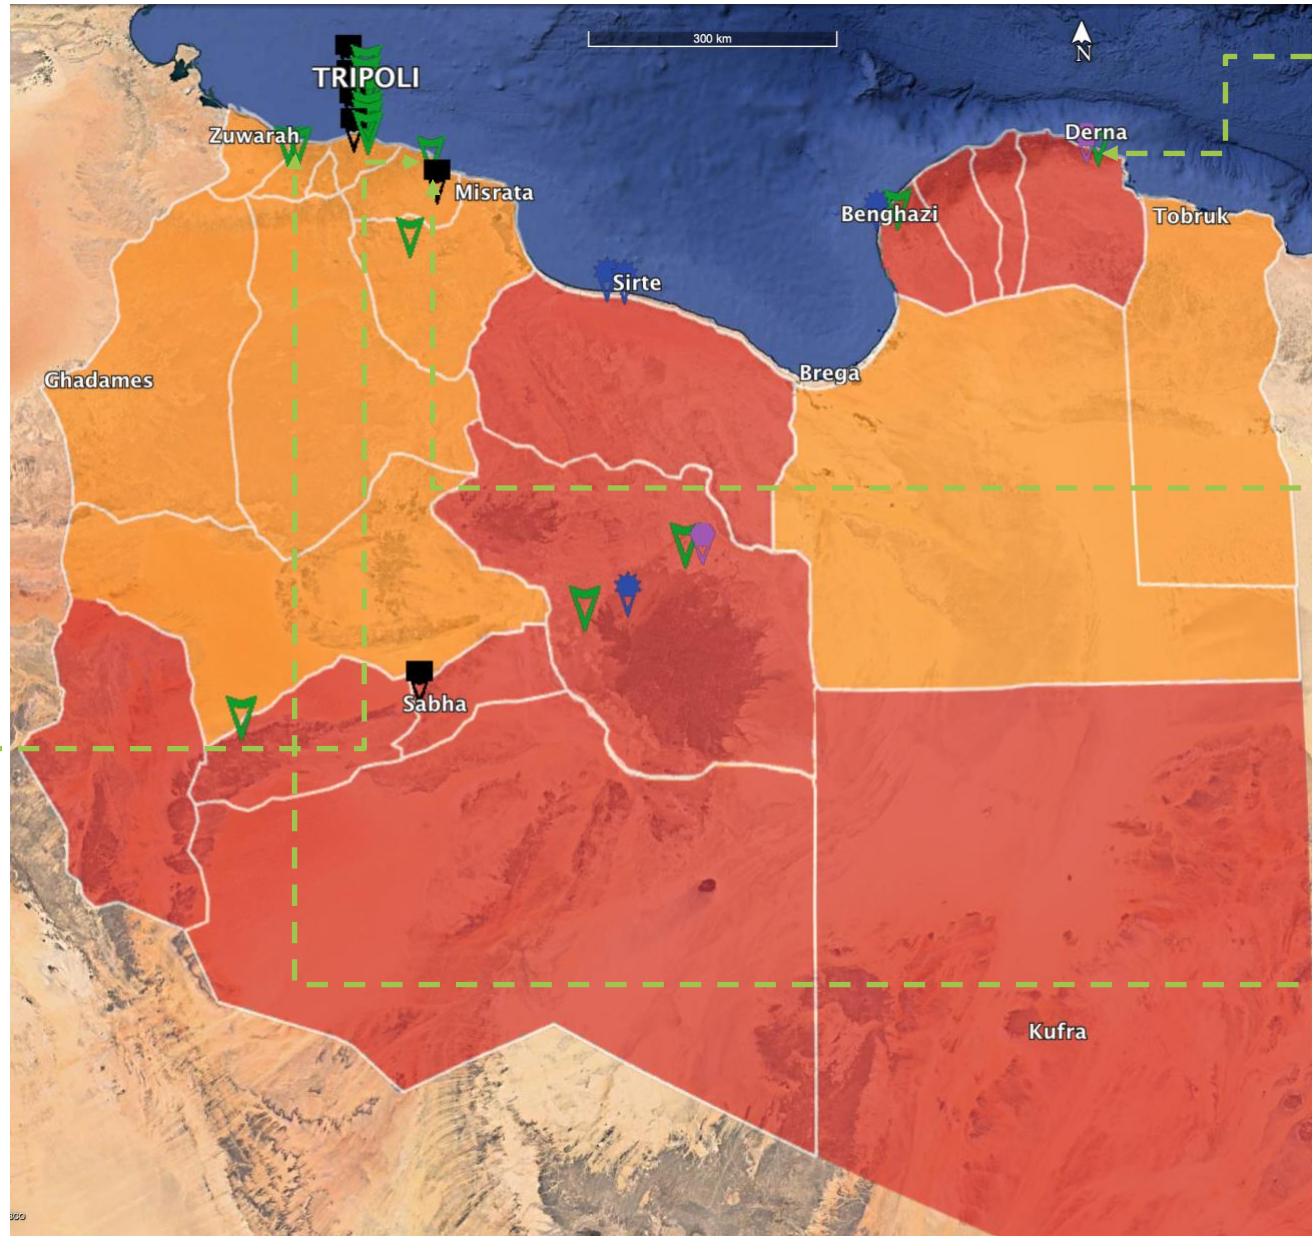 300 km
N
TRIPOLI
Zuwarah
Derna
Misrata
Benghazi
Tobruk
Sirte
Brega
Ghadames
Sabha
Kufra